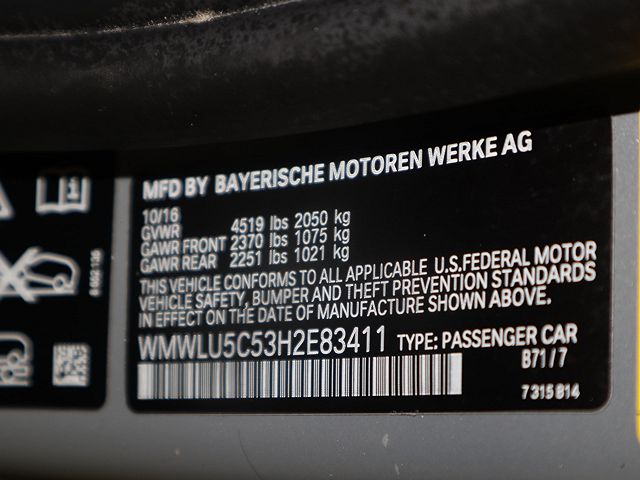 MFD BY BAYERISCHE MOTOREN WERKE AG
10/16
GVWR 4519 lbs 2050 kg
GAWR FRONT 2370 lbs 1075 kg
GAWR REAR 2251 lbs 1021 kg
THIS VEHICLE CONFORMS TO ALL APPLICABLE U.S.FEDERAL MOTOR
VEHICLE SAFETY, BUMPER AND THEFT PREVENTION STANDARDS
IN EFFECT ON THE DATE OF MANUFACTURE SHOWN ABOVE.
WMWLU5C53H2E83411 TYPE: PASSENGER CAR
B71/7
7315814